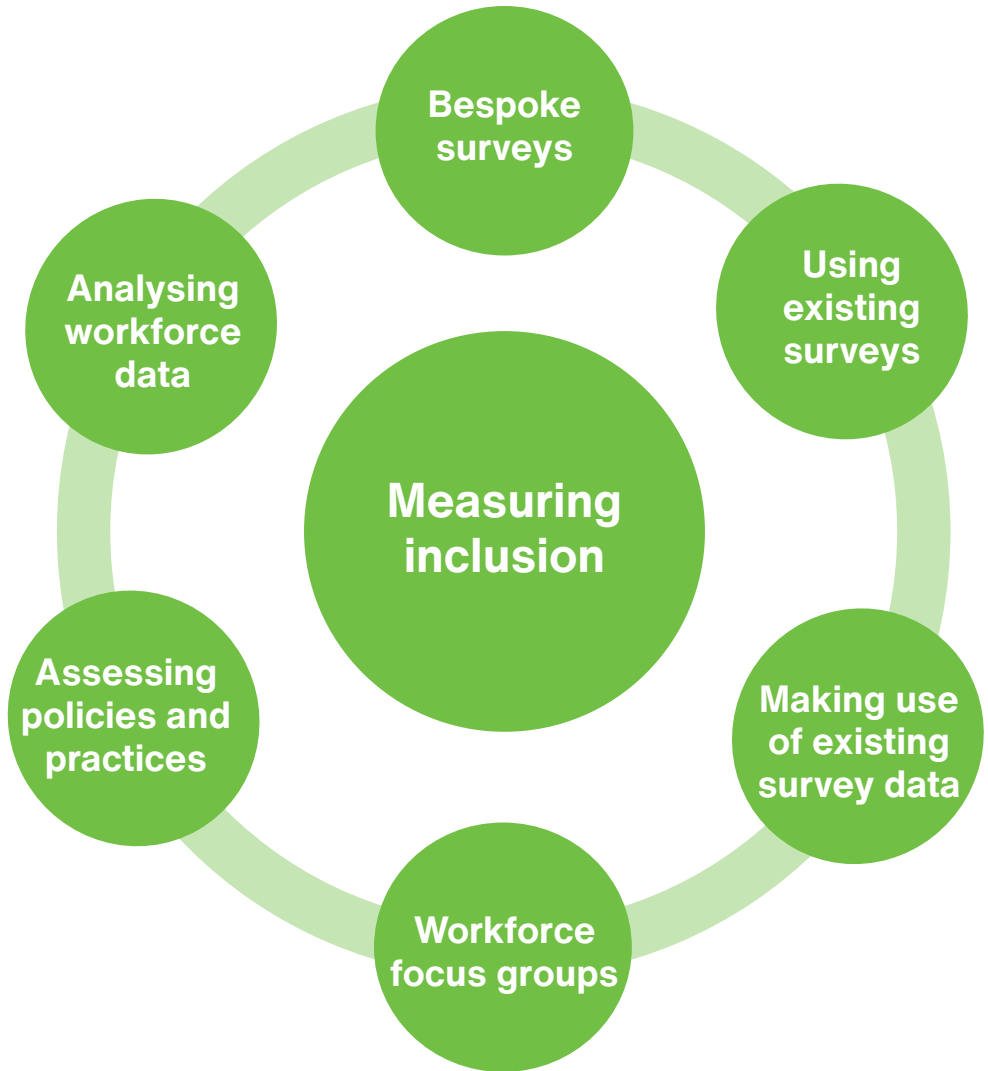 Bespoke
surveys
Using
existing
surveys
Making use
of existing
survey data
Workforce
focus groups
Assessing
policies and
practices
Analysing
workforce
data
Measuring
inclusion